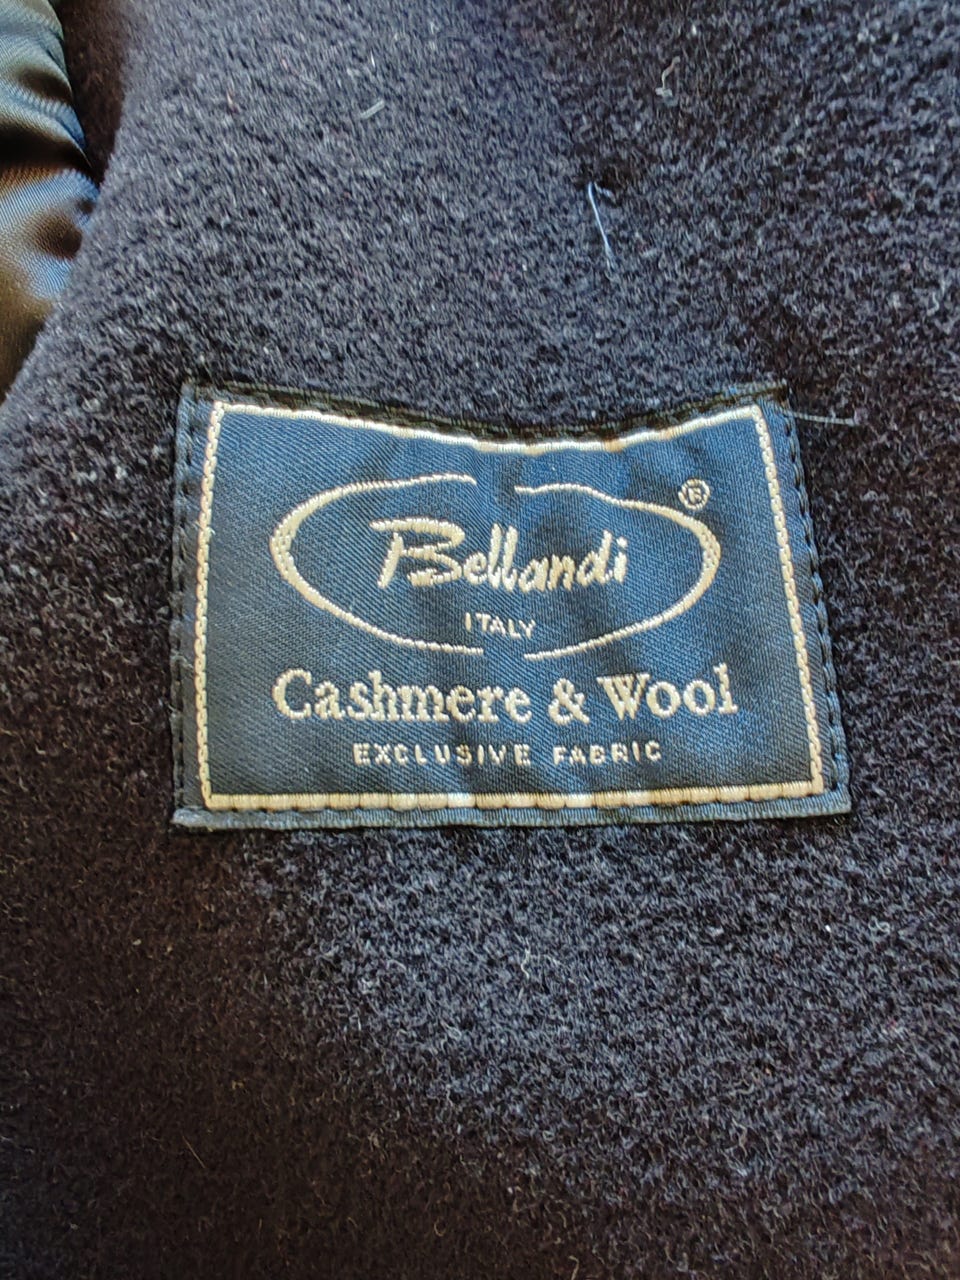 Bellandi ®
ITALY
Cashmere & Wool
EXCLUSIVE FABRIC